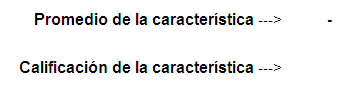 Promedio de la característica ---> -
Calificación de la característica --->